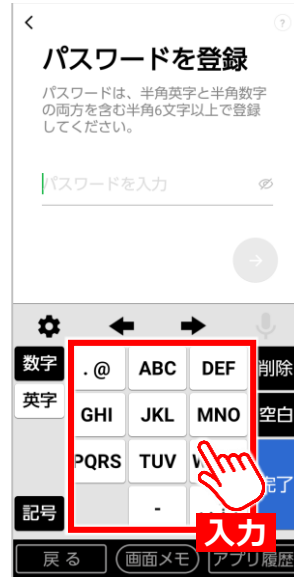 パスワードを登録
パスワードは、半角英字と半角数字
の両方を含む半角6文字以上で登録
してください。
パスワードを入力
数字
. @
ABC
DEF
削除
英字
GHI
JKL
MNO
空白
PQRS
TUV
完了
記号
-
入力
戻る
画面メモ
アプリ履歴